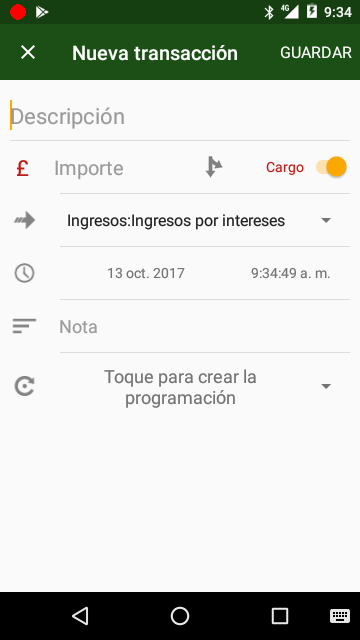 4G 9:34
Nueva transacción GUARDAR
Descripción
£ Importe Cargo
Ingresos:Ingresos por intereses
13 oct. 2017 9:34:49 a. m.
Nota
Toque para crear la
programación